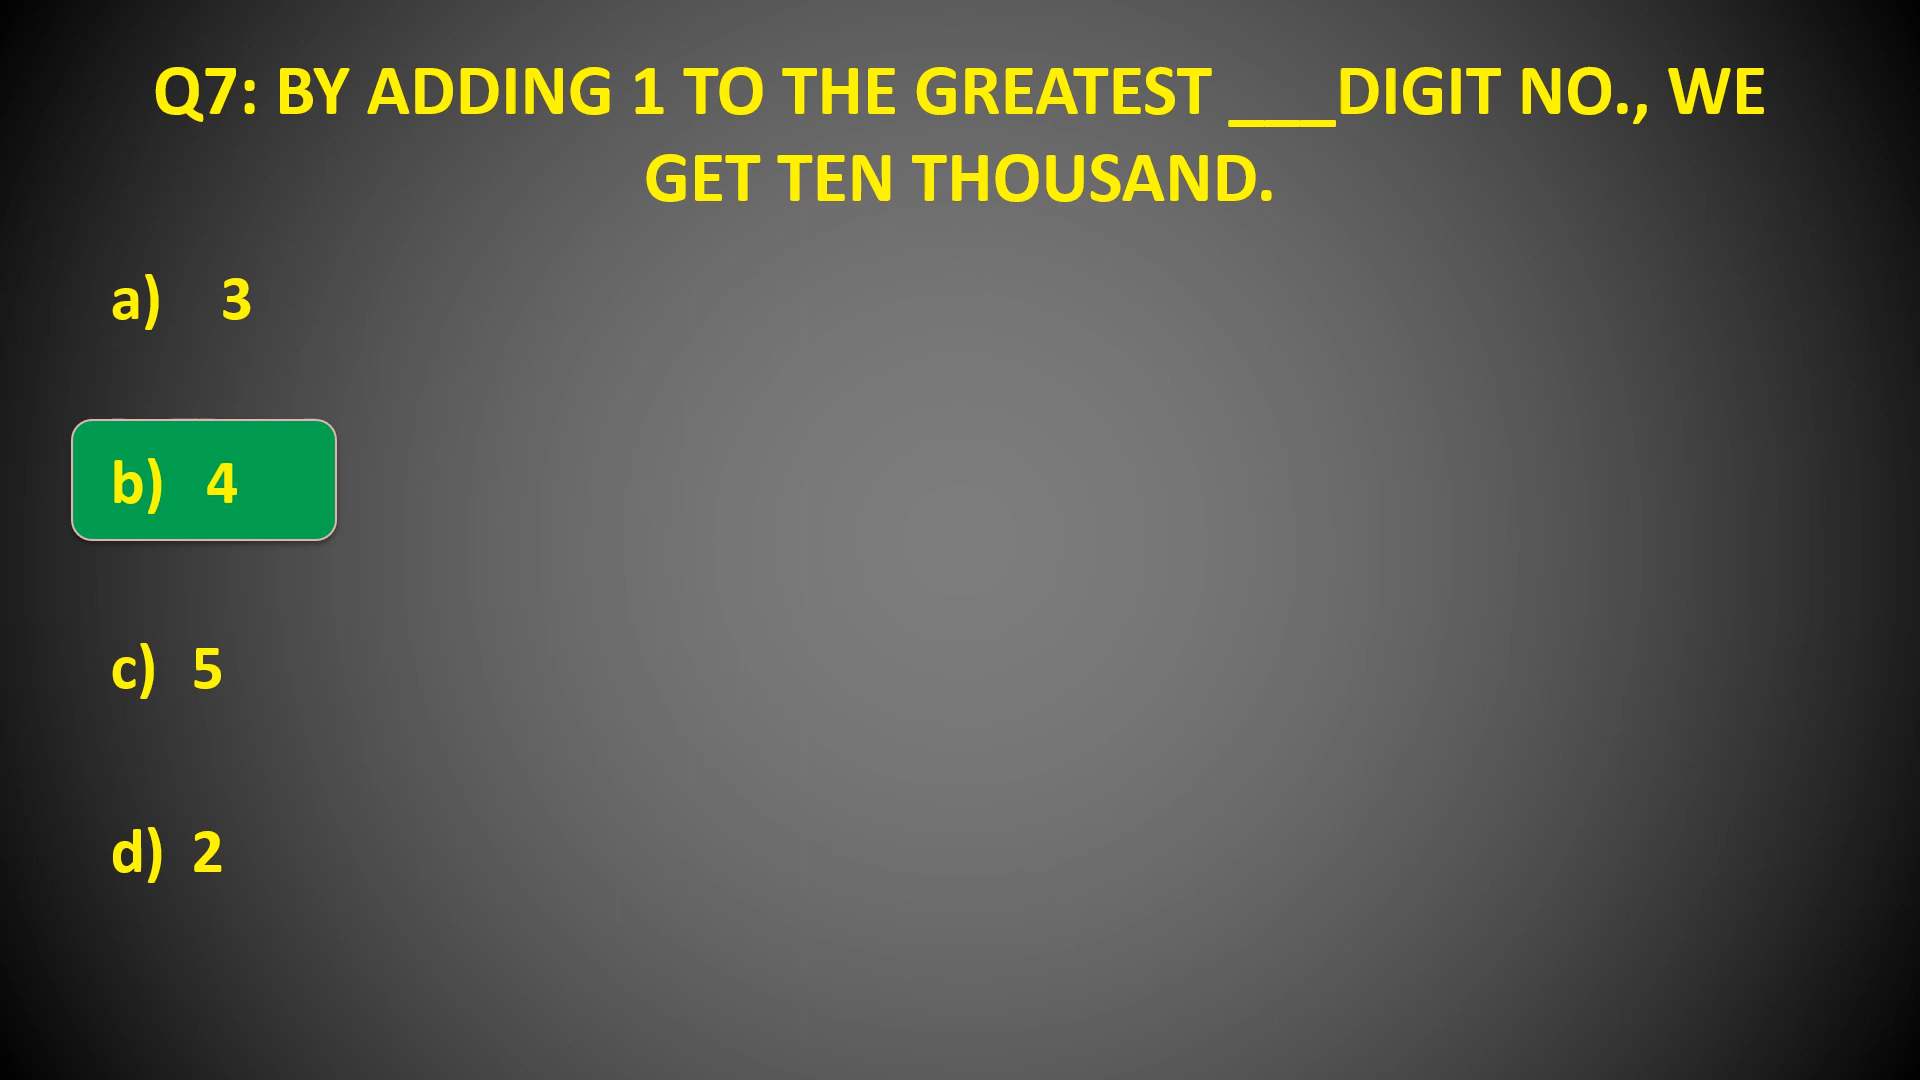 Q7: BY ADDING 1 TO THE GREATEST ___DIGIT NO., WE
GET TEN THOUSAND.
a) 3
b) 4
c) 5
d) 2